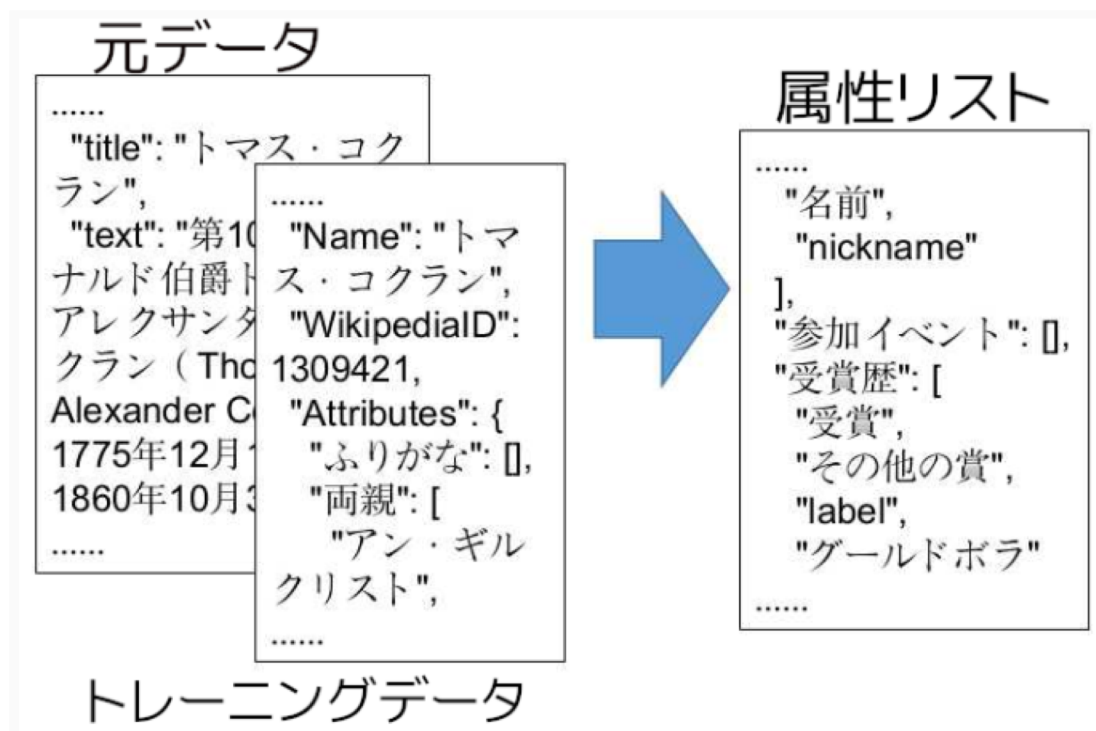 元データ
......
"title": "トマス・コク
ラン",
"text": "第10
ナルド伯爵
アレクサンダ
クラン（Tho
Alexander C
1775年12月
1860年10月3
......
......
"Name": "トマ
ス・コクラン",
"WikipediaID":
1309421,
"Attributes": {
"ふりがな": [],
"両親": [
"アン・ギル
クリスト",
......
トレーニングデータ
属性リスト
......
"名前",
"nickname"
],
"参加イベント": [],
"受賞歴": [
"受賞",
"その他の賞",
"label",
"グールドボラ"
......